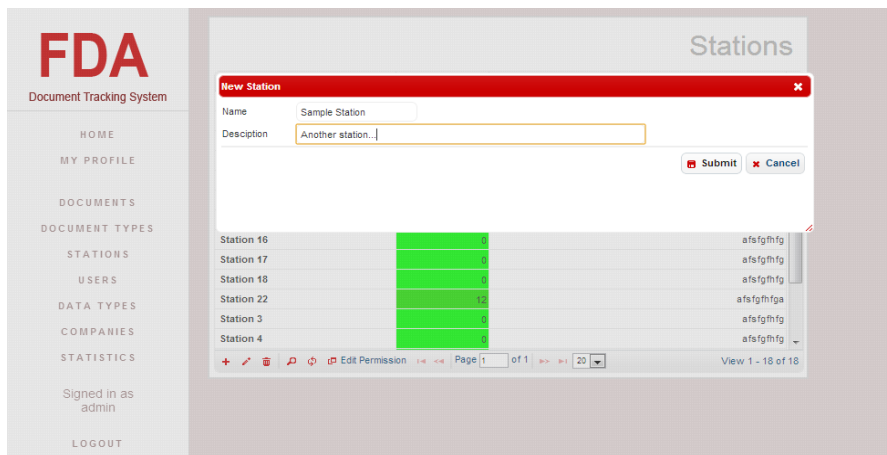 FDA
Document Tracking System
HOME
MY PROFILE
DOCUMENTS
DOCUMENT TYPES
STATIONS
USERS
DATA TYPES
COMPANIES
STATISTICS
Signed in as
admin
LOGOUT
Stations
New Station
Name Sample Station
Desciption Another station...
Submit Cancel
Station 16 0 afsfgfhfg
Station 17 0 afsfgfhfg
Station 18 0 afsfgfhfg
Station 22 12 afsfgfhfga
Station 3 0 afsfgfhfg
Station 4 0 afsfgfhfg
Edit Permission Page 1 of 1 20 View 1 - 18 of 18